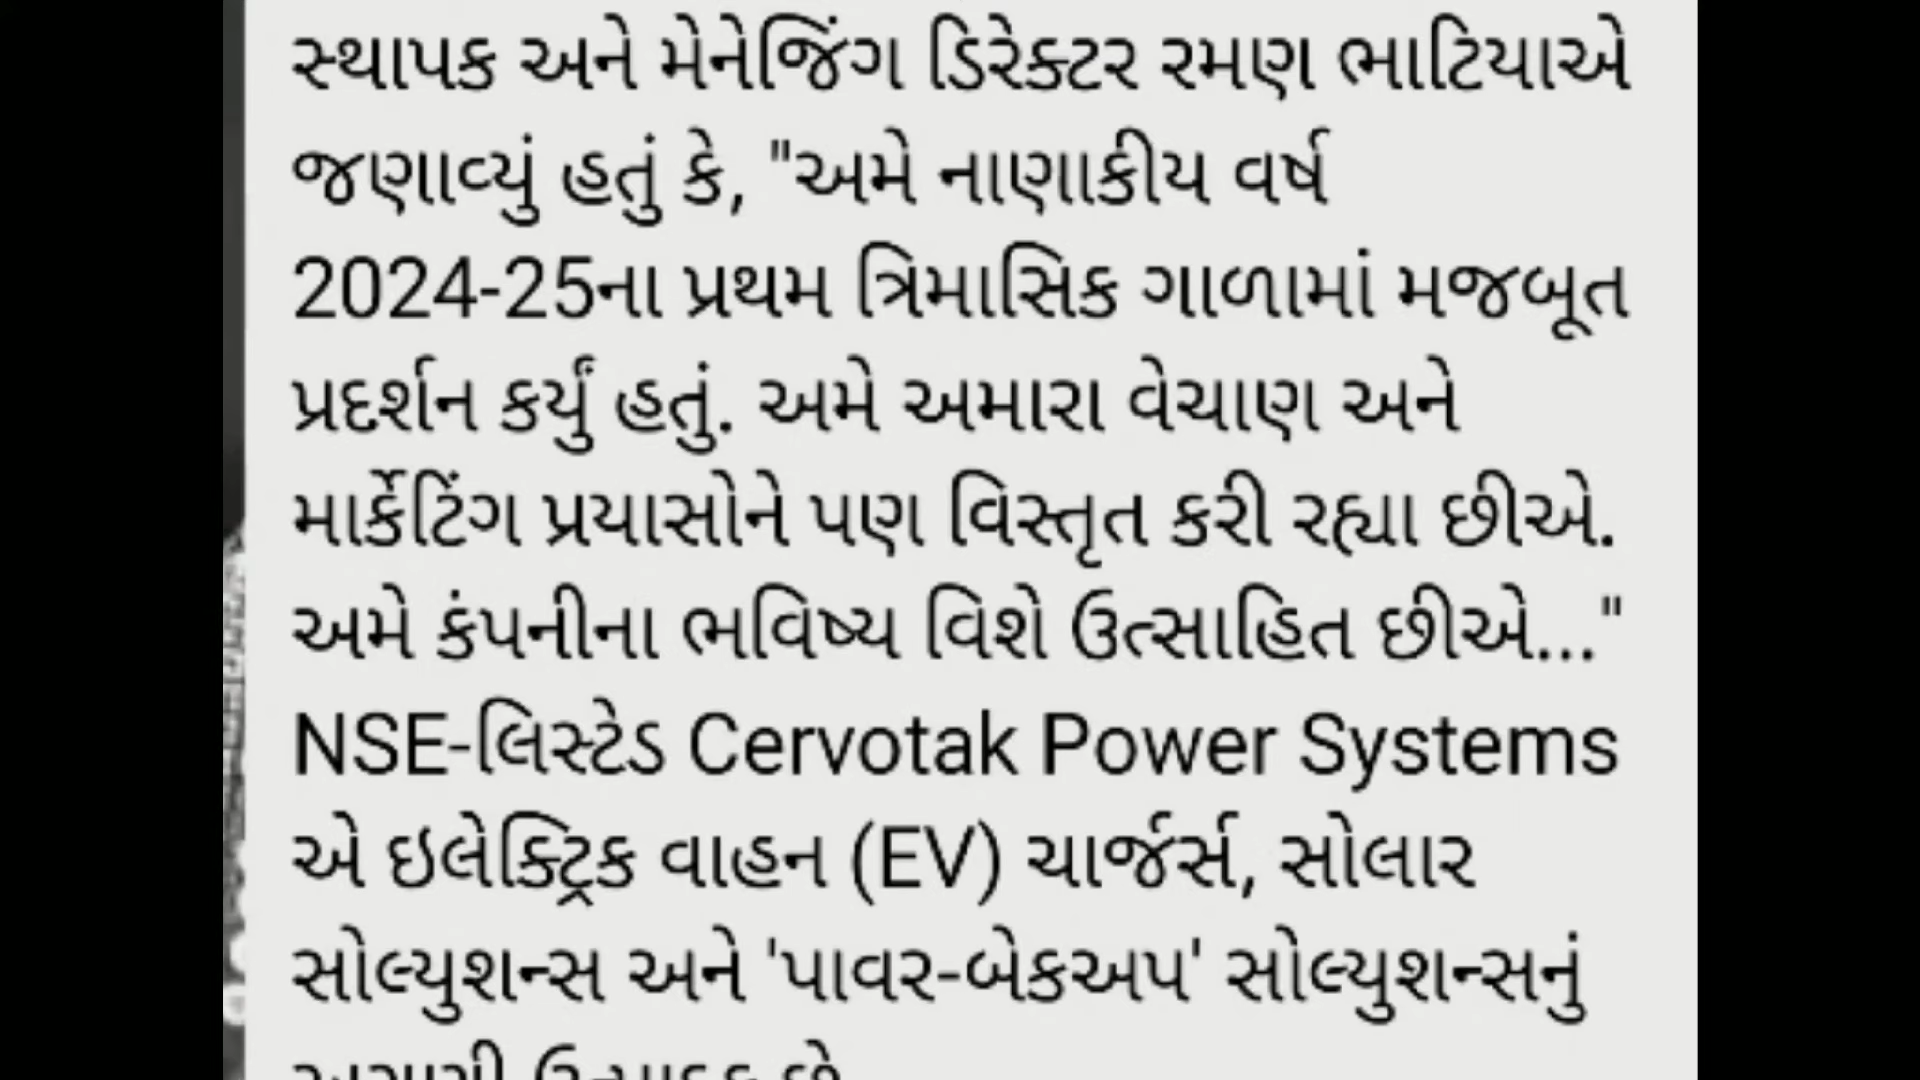 સ્થાપક અને મેનેજિંગ ડિરેક્ટર રમણ ભાટિયાએ
જણાવ્યું હતું કે, "અમે નાણાકીય વર્ષ
2024-25ના પ્રથમ ત્રિમાસિક ગાળામાં મજબૂત
પ્રદર્શન કર્યું હતું. અમે અમારા વેચાણ અને
માર્કેટિંગ પ્રયાસોને પણ વિસ્તૃત કરી રહ્યા છીએ.
અમે કંપનીના ભવિષ્ય વિશે ઉત્સાહિત છીએ..."
NSE-લિસ્ટેડ Cervotak Power Systems
એ ઇલેક્ટ્રિક વાહન (EV) ચાર્જર્સ, સોલાર
સોલ્યુશન્સ અને 'પાવર-બેકઅપ' સોલ્યુશન્સનું